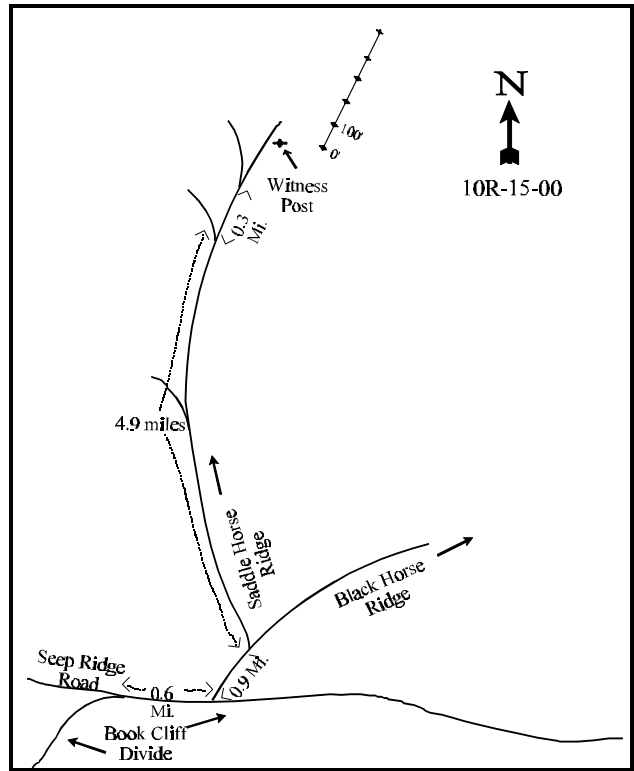 100'
0'
N
10R-15-00
Witness
Post
0.3
Mi.
4.9 miles
Saddle Horse
Ridge
Black Horse
Ridge
Seep Ridge
Road
0.6
Mi.
0.9 Mi.
Book Cliff
Divide